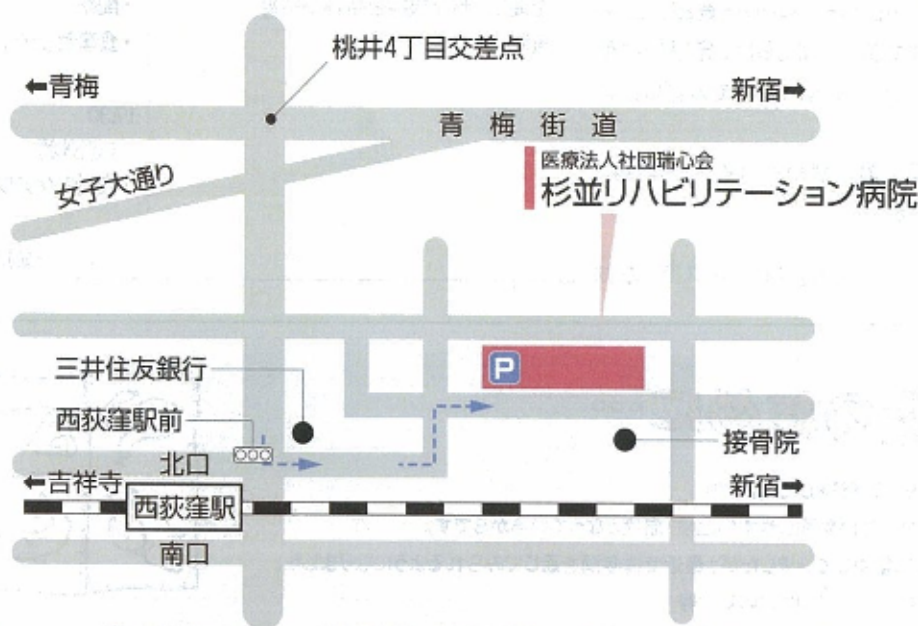 桃井4丁目交差点
←青梅
新宿→
青梅街道
女子大通り
医療法人社団瑞心会
杉並リハビリテーション病院
P
三井住友銀行
西荻窪駅前
接骨院
北口
←吉祥寺
新宿→
西荻窪駅
南口